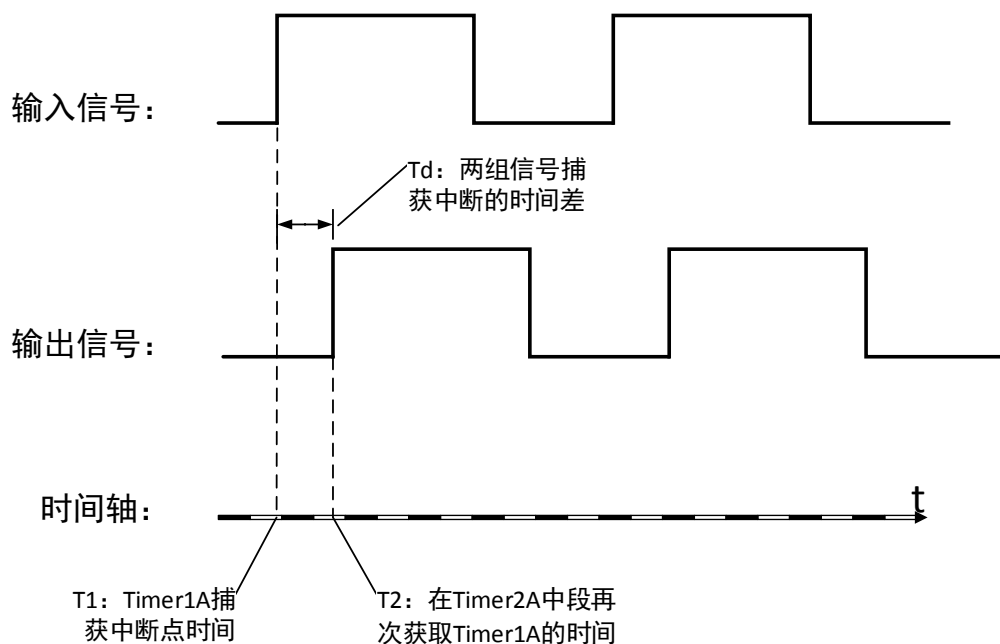 输入信号：
Td：两组信号捕
获中断的时间差
输出信号：
时间轴：
t
T1：Timer1A捕
获中断点时间
T2：在Timer2A中段再
次获取Timer1A的时间